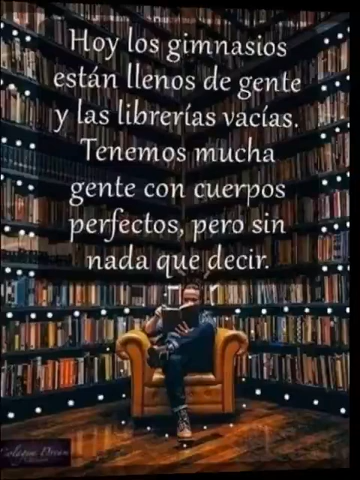 Hoy los gimnasios
están llenos de gente
y las librerías vacías.
Tenemos mucha
gente con cuerpos
perfectos, pero sin
nada que decir.